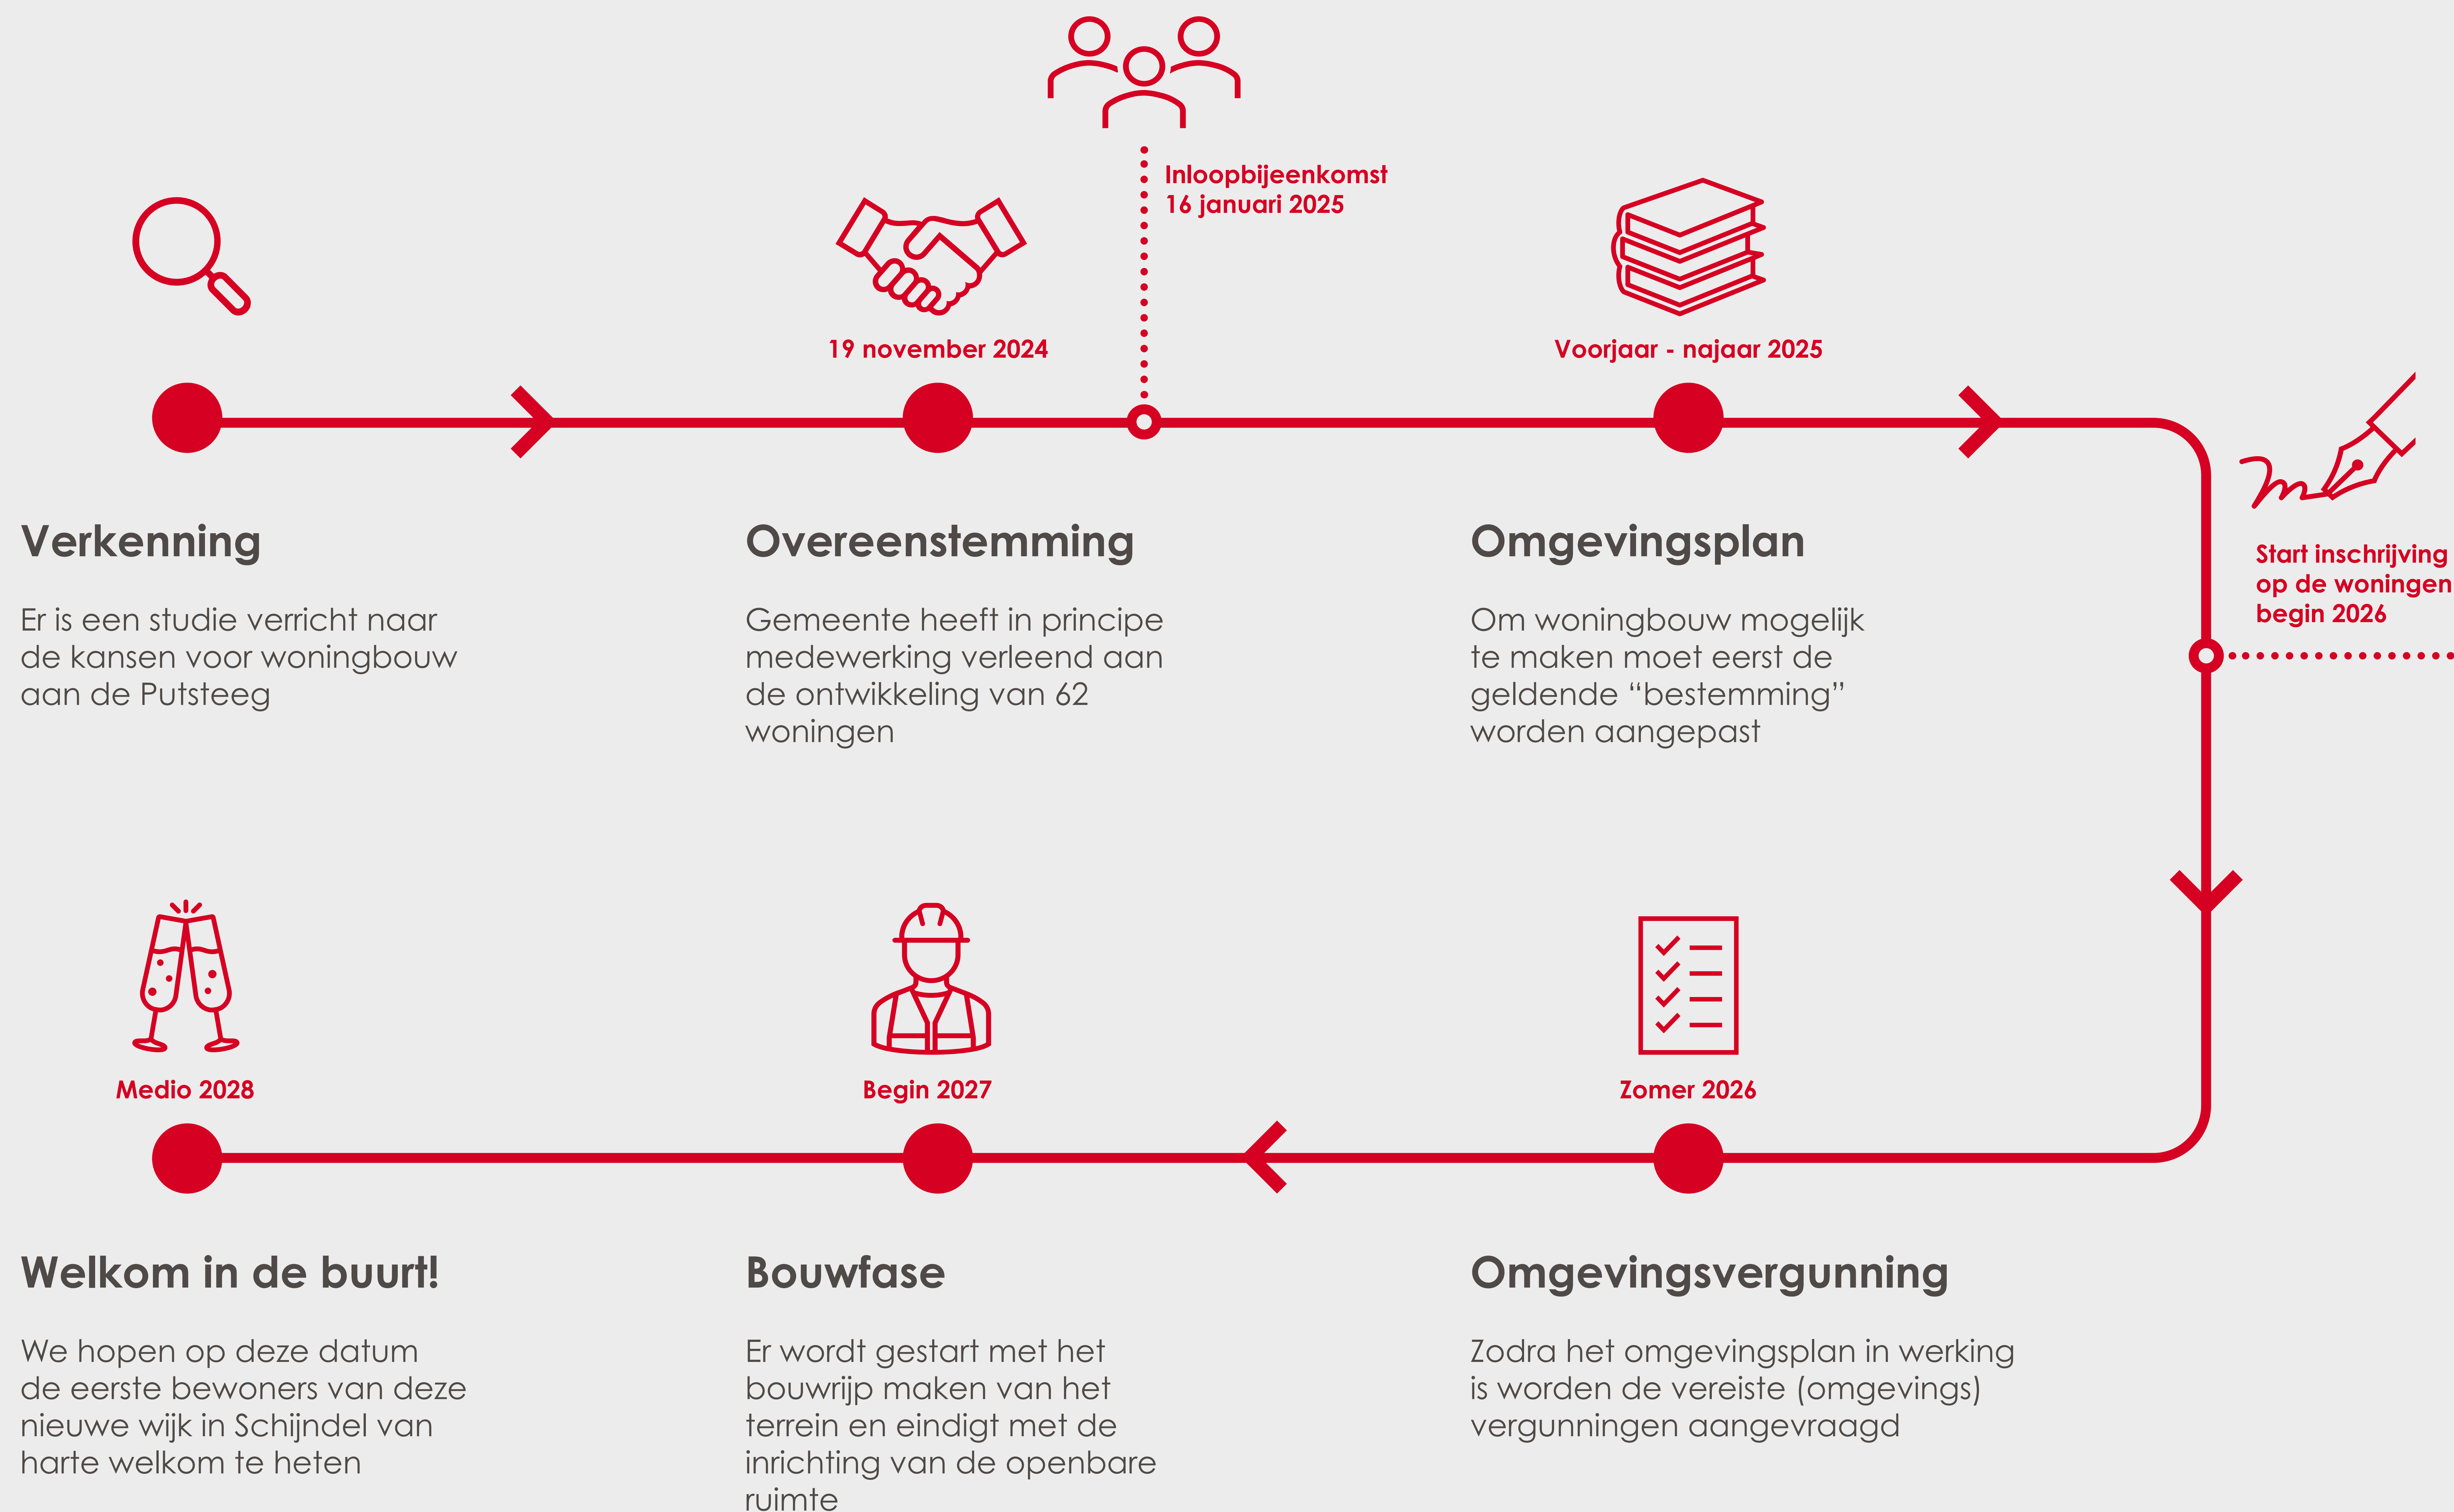 Inloopbijeenkomst
16 januari 2025
19 november 2024
Voorjaar - najaar 2025
Verkenning
Er is een studie verricht naar
de kansen voor woningbouw
aan de Putsteeg
Overeenstemming
Gemeente heeft in principe
medewerking verleend aan
de ontwikkeling van 62
woningen
Omgevingsplan
Om woningbouw mogelijk
te maken moet eerst de
geldende “bestemming”
worden aangepast
Start inschrijving
op de woningen
begin 2026
Zomer 2026
Omgevingsvergunning
Zodra het omgevingsplan in werking
is worden de vereiste (omgevings)
vergunningen aangevraagd
Begin 2027
Bouwfase
Er wordt gestart met het
bouwrijp maken van het
terrein en eindigt met de
inrichting van de openbare
ruimte
Medio 2028
Welkom in de buurt!
We hopen op deze datum
de eerste bewoners van deze
nieuwe wijk in Schijndel van
harte welkom te heten